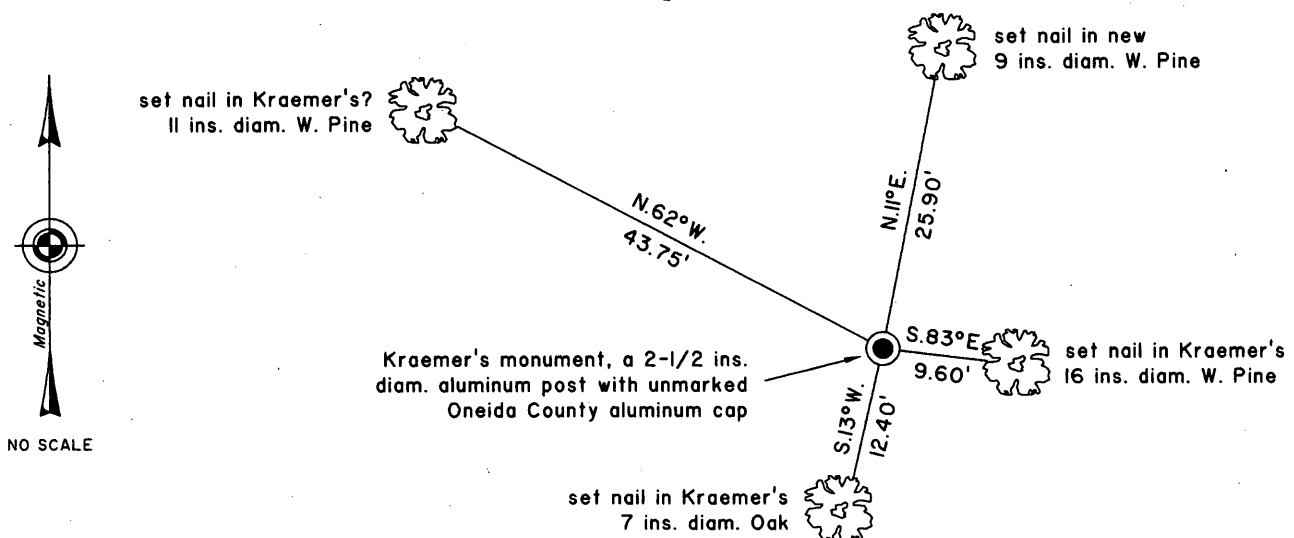 set nail in new
9 ins. diam. W. Pine
set nail in Kraemer's?
11 ins. diam. W. Pine
N.62°W.
43.75'
N.11°E.
25.90'
Magnetic
NO SCALE
Kraemer's monument, a 2-1/2 ins.
diam. aluminum post with unmarked
Oneida County aluminum cap
S.83°E.
9.60'
set nail in Kraemer's
16 ins. diam. W. Pine
S.13°W.
12.40'
set nail in Kraemer's
7 ins. diam. Oak